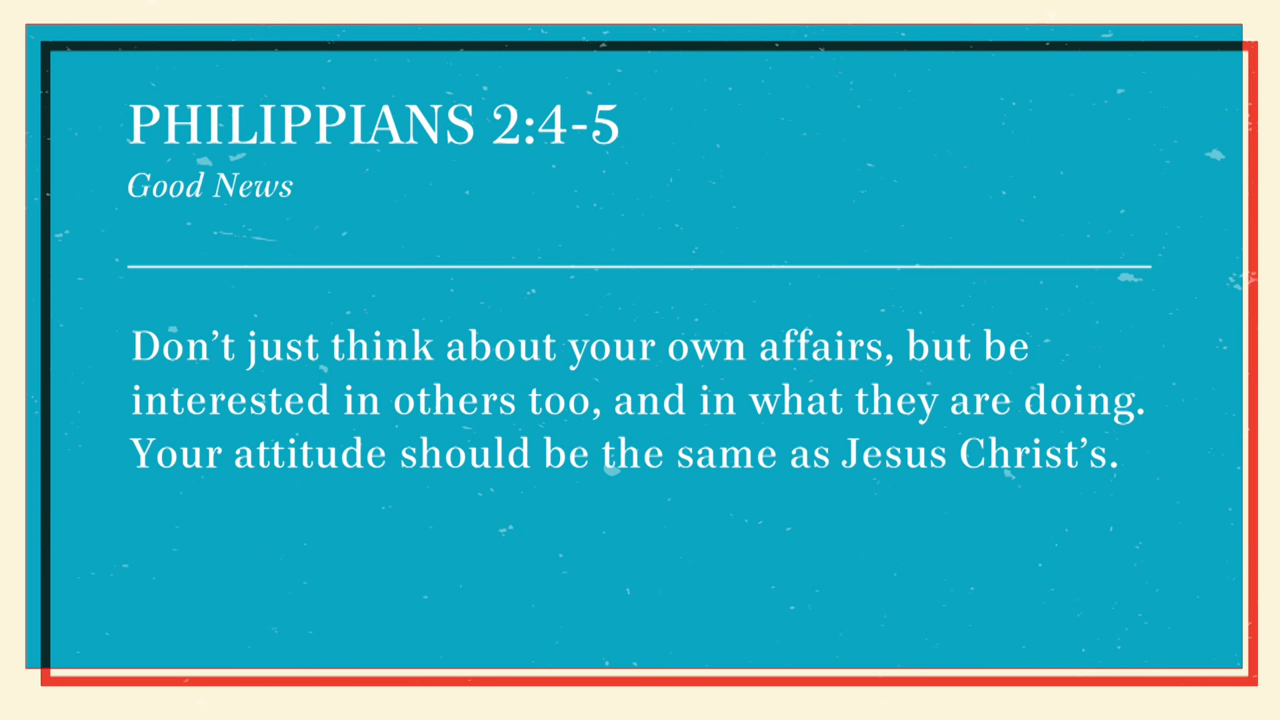 PHILIPPIANS 2:4-5
Good News
Don’t just think about your own affairs, but be
interested in others too, and in what they are doing.
Your attitude should be the same as Jesus Christ’s.